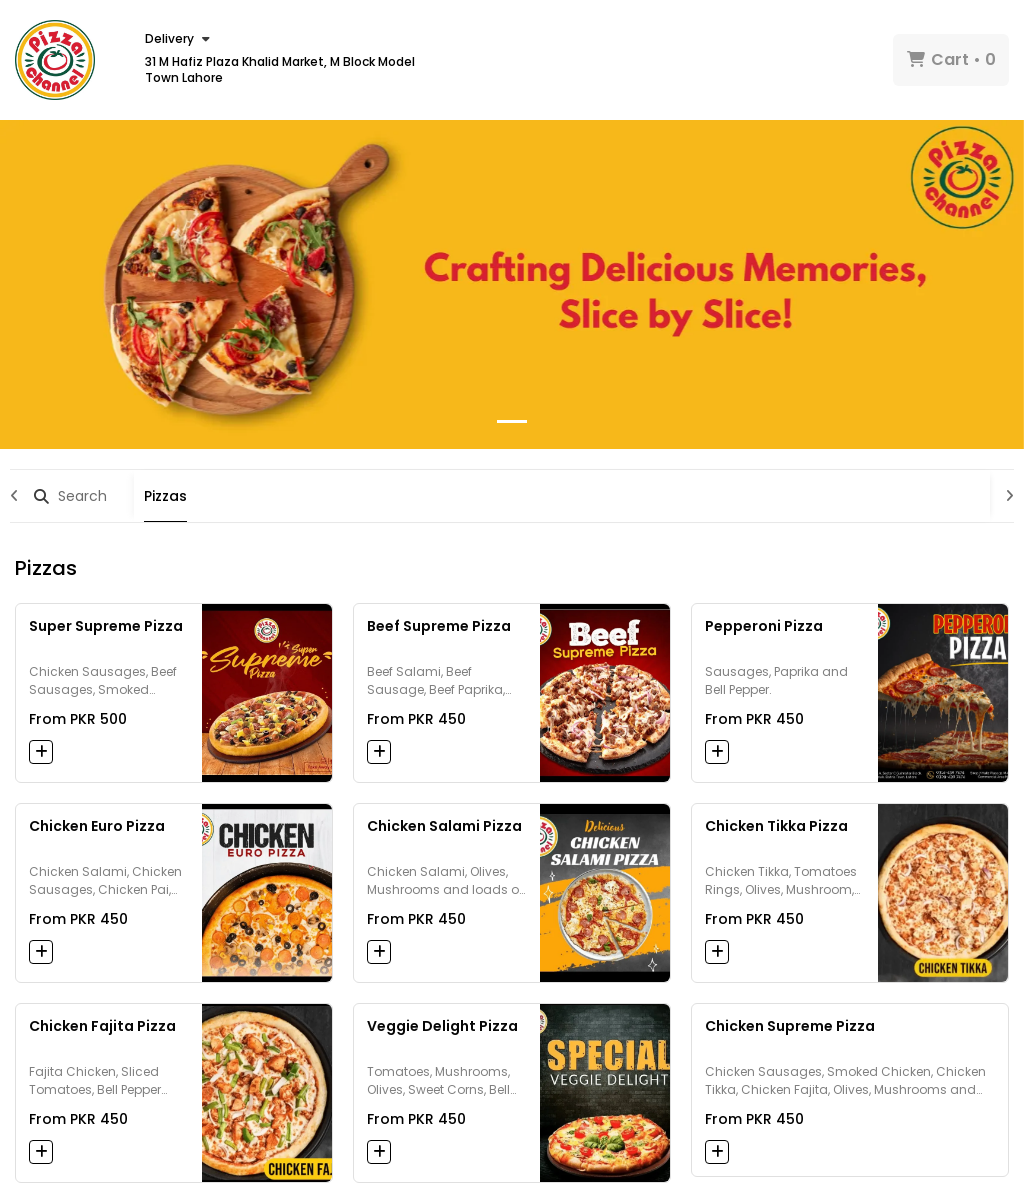 Pizza channel
Delivery
31 M Hafiz Plaza Khalid Market, M Block Model
Town Lahore
Cart • 0
Pizza channel
Crafting Delicious Memories,
Slice by Slice!
Search
Pizzas
Pizzas
Super Supreme Pizza
Chicken Sausages, Beef
Sausages, Smoked...
From PKR 500
+
Super
Supreme
Pizza
Beef Supreme Pizza
Beef Salami, Beef
Sausage, Beef Paprika,...
From PKR 450
+
Beef
Supreme Pizza
Pepperoni Pizza
Sausages, Paprika and
Bell Pepper.
From PKR 450
+
PEPPERO
PIZZA
Chicken Euro Pizza
Chicken Salami, Chicken
Sausages, Chicken Pai,...
From PKR 450
+
CHICKEN
EURO PIZZA
Chicken Salami Pizza
Chicken Salami, Olives,
Mushrooms and loads o...
From PKR 450
+
Delicious
CHICKEN
SALAMI PIZZA
Chicken Tikka Pizza
Chicken Tikka, Tomatoes
Rings, Olives, Mushroom,...
From PKR 450
+
CHICKEN TIKKA
Chicken Fajita Pizza
Fajita Chicken, Sliced
Tomatoes, Bell Pepper...
From PKR 450
+
CHICKEN FA
Veggie Delight Pizza
Tomatoes, Mushrooms,
Olives, Sweet Corns, Bell...
From PKR 450
+
SPECIAL
VEGGIE DELIGHT
Chicken Supreme Pizza
Chicken Sausages, Smoked Chicken, Chicken
Tikka, Chicken Fajita, Olives, Mushrooms and...
From PKR 450
+